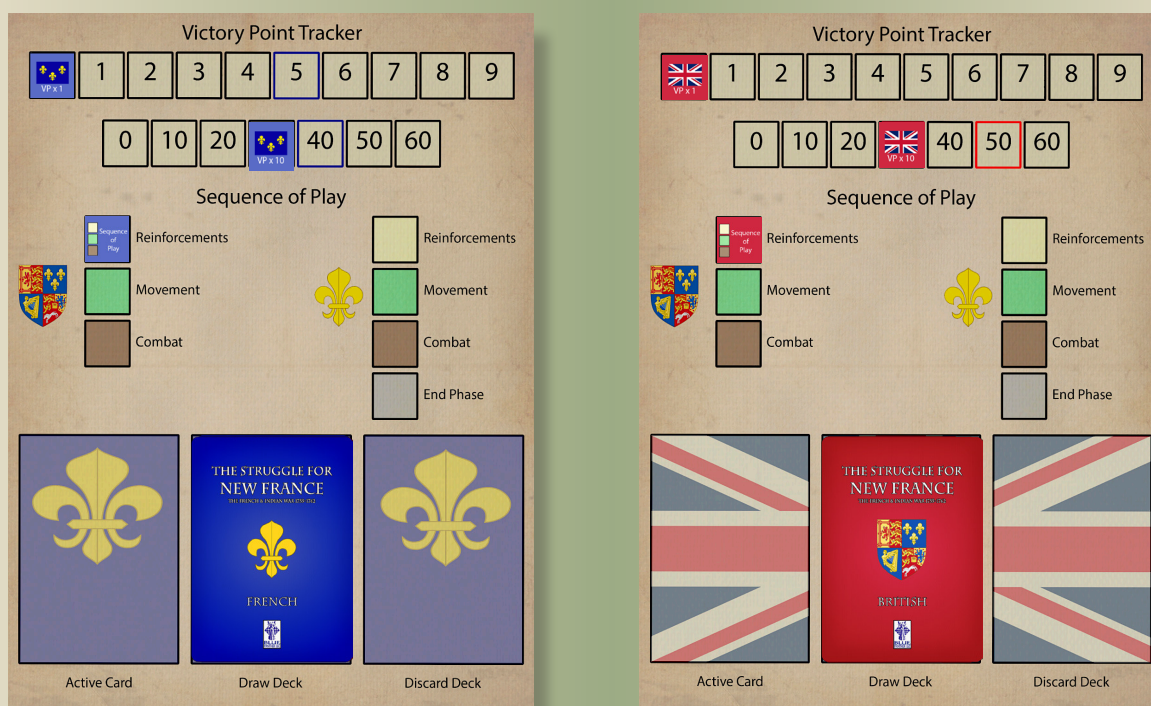 Victory Point Tracker
VP x 1 1 2 3 4 5 6 7 8 9
0 10 20 VP x 10 40 50 60
Sequence of Play
Sequence of Play Reinforcements Reinforcements
Movement Movement
Combat Combat
End Phase
THE STRUGGLE FOR
NEW FRANCE
FRENCH
BLUE
Active Card Draw Deck Discard Deck
Victory Point Tracker
VP x 1 1 2 3 4 5 6 7 8 9
0 10 20 VP x 10 40 50 60
Sequence of Play
Sequence of Play Reinforcements Reinforcements
Movement Movement
Combat Combat
End Phase
THE STRUGGLE FOR
NEW FRANCE
BRITISH
BLUE
Active Card Draw Deck Discard Deck